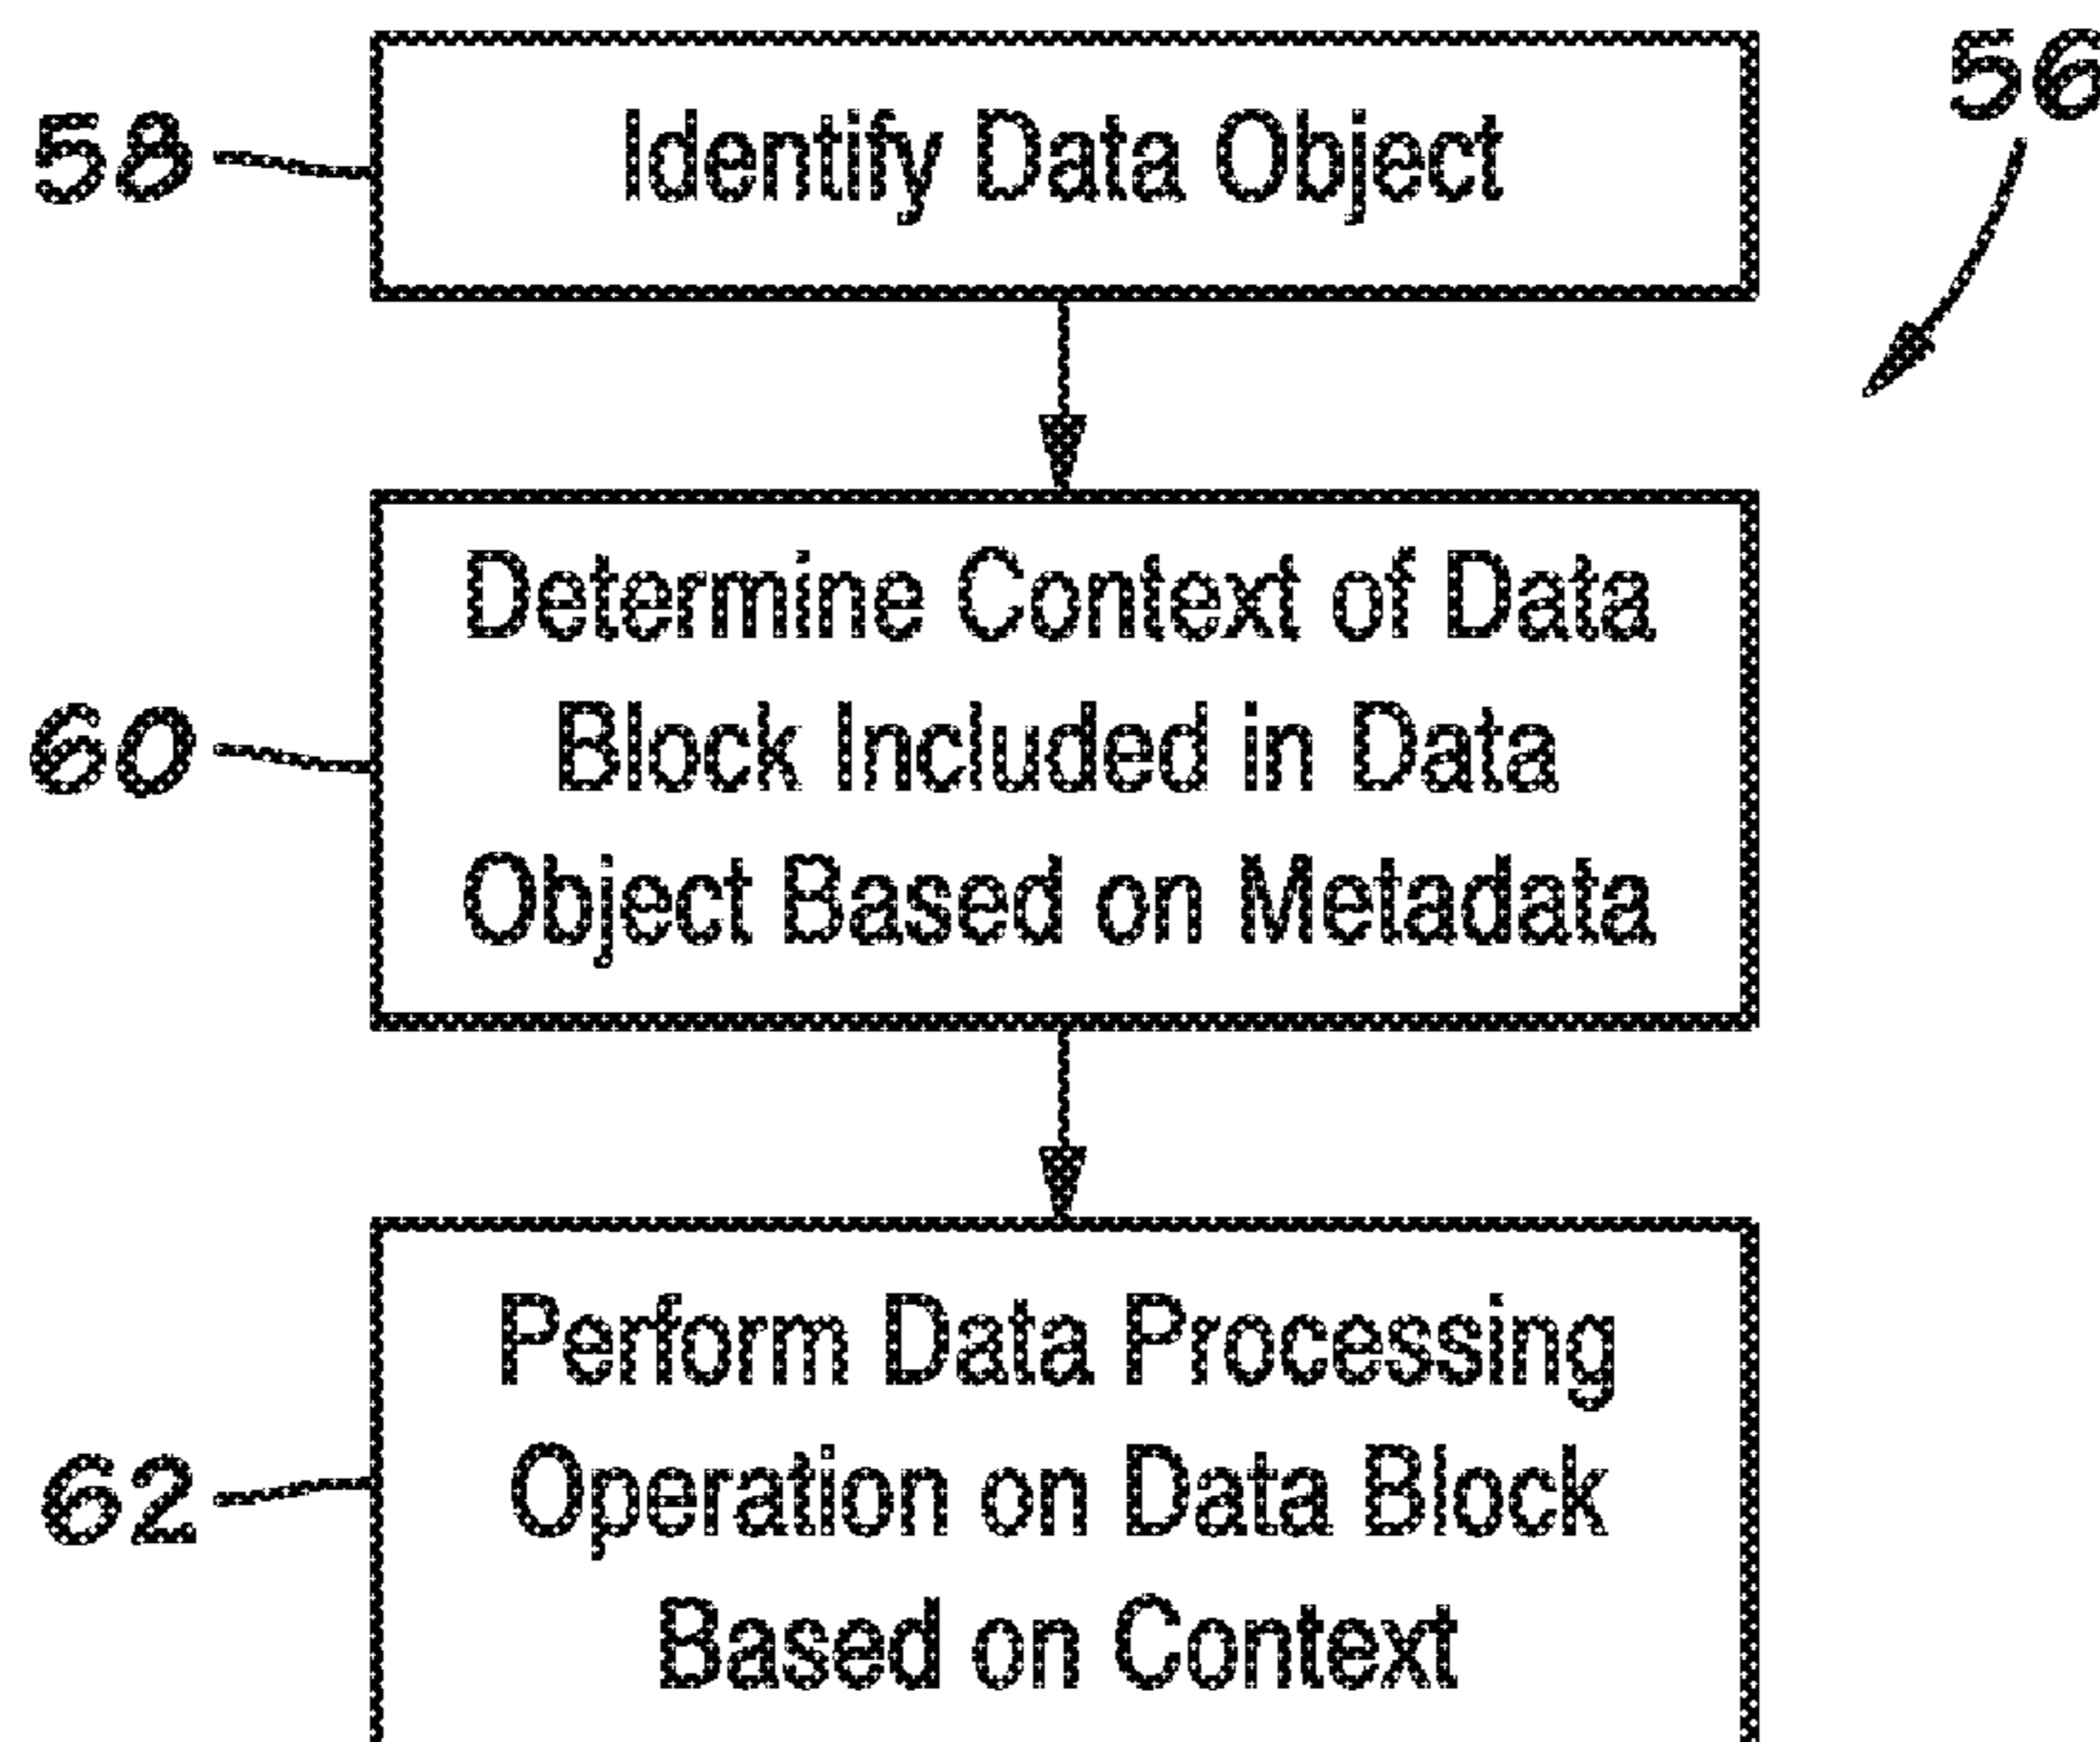 56
58
Identify Data Object
Determine Context of Data
60
Block Included in Data
Object Based on Metadata
Perform Data Processing
62
Operation on Data Block
Based on Context